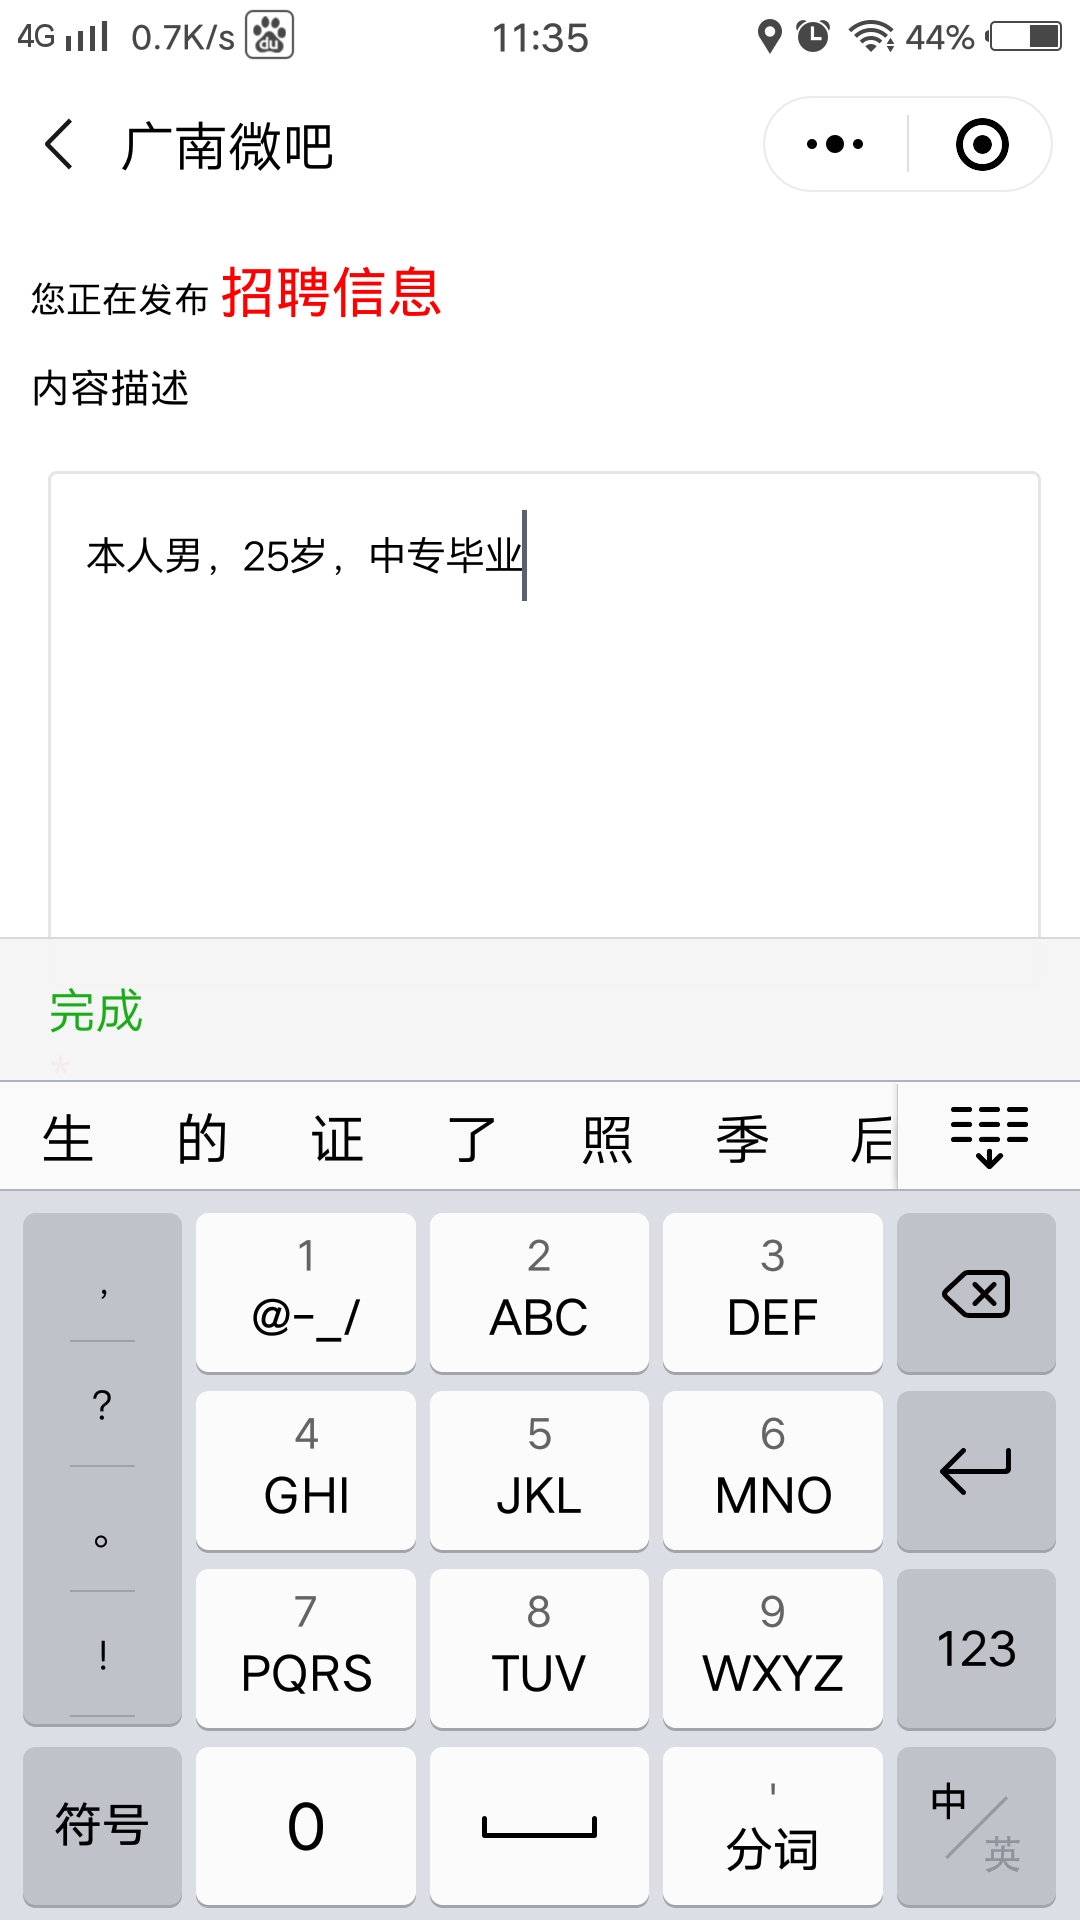 4G 0.7K/s du 11:35 44%
广南微吧
您正在发布 招聘信息
内容描述
本人男，25岁，中专毕业
完成
*
生 的 证 了 照 季 后
， 1 2 3
@-_/ ABC DEF
? 4 5 6
GHI JKL MNO
。 7 8 9
! PQRS TUV WXYZ 123
符号 0 ' 中
分词 英